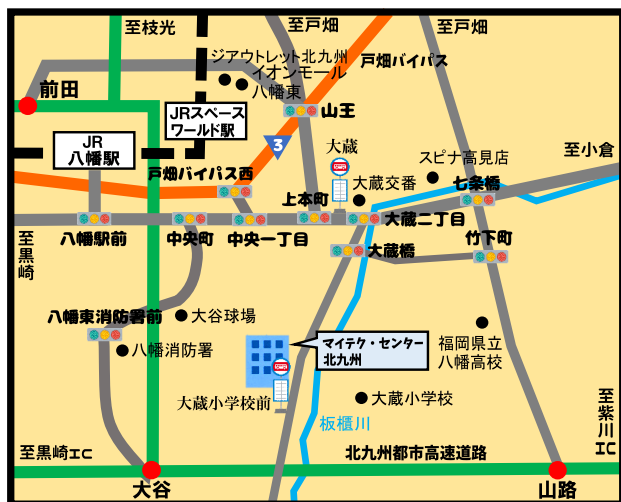 至枝光
至戸畑
至戸畑
ジアウトレット北九州
イオンモール
八幡東
戸畑バイパス
前田
JRスペース
ワールド駅
山王
3
JR
八幡駅
大蔵
スピナ高見店
至小倉
戸畑バイパス西
大蔵交番
七条橋
上本町
八幡駅前
中央町
中央一丁目
大蔵二丁目
竹下町
至黒崎
大蔵橋
八幡東消防署前
大谷球場
八幡消防署
マイテク・センター
北九州
福岡県立
八幡高校
大蔵小学校前
大蔵小学校
板櫃川
至紫川IC
至黒崎IC
北九州都市高速道路
大谷
山路